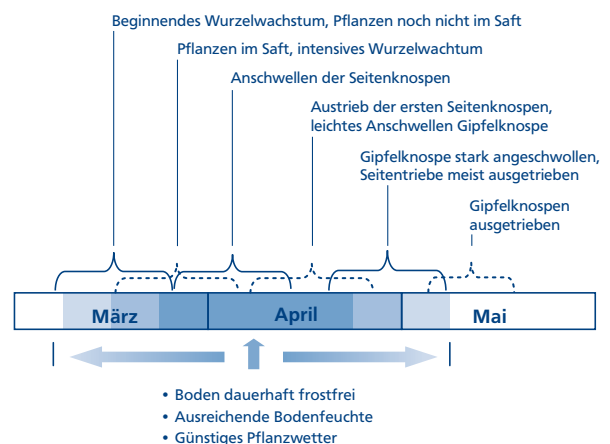 Beginnendes Wurzelwachstum, Pflanzen noch nicht im Saft
Pflanzen im Saft, intensives Wurzelwachtum
Anschwellen der Seitenknospen
Austrieb der ersten Seitenknospen,
leichtes Anschwellen Gipfelknospe
Gipfelknospe stark angeschwollen,
Seitentriebe meist ausgetrieben
Gipfelknospen
ausgetrieben
März
April
Mai
• Boden dauerhaft frostfrei
• Ausreichende Bodenfeuchte
• Günstiges Pflanzwetter